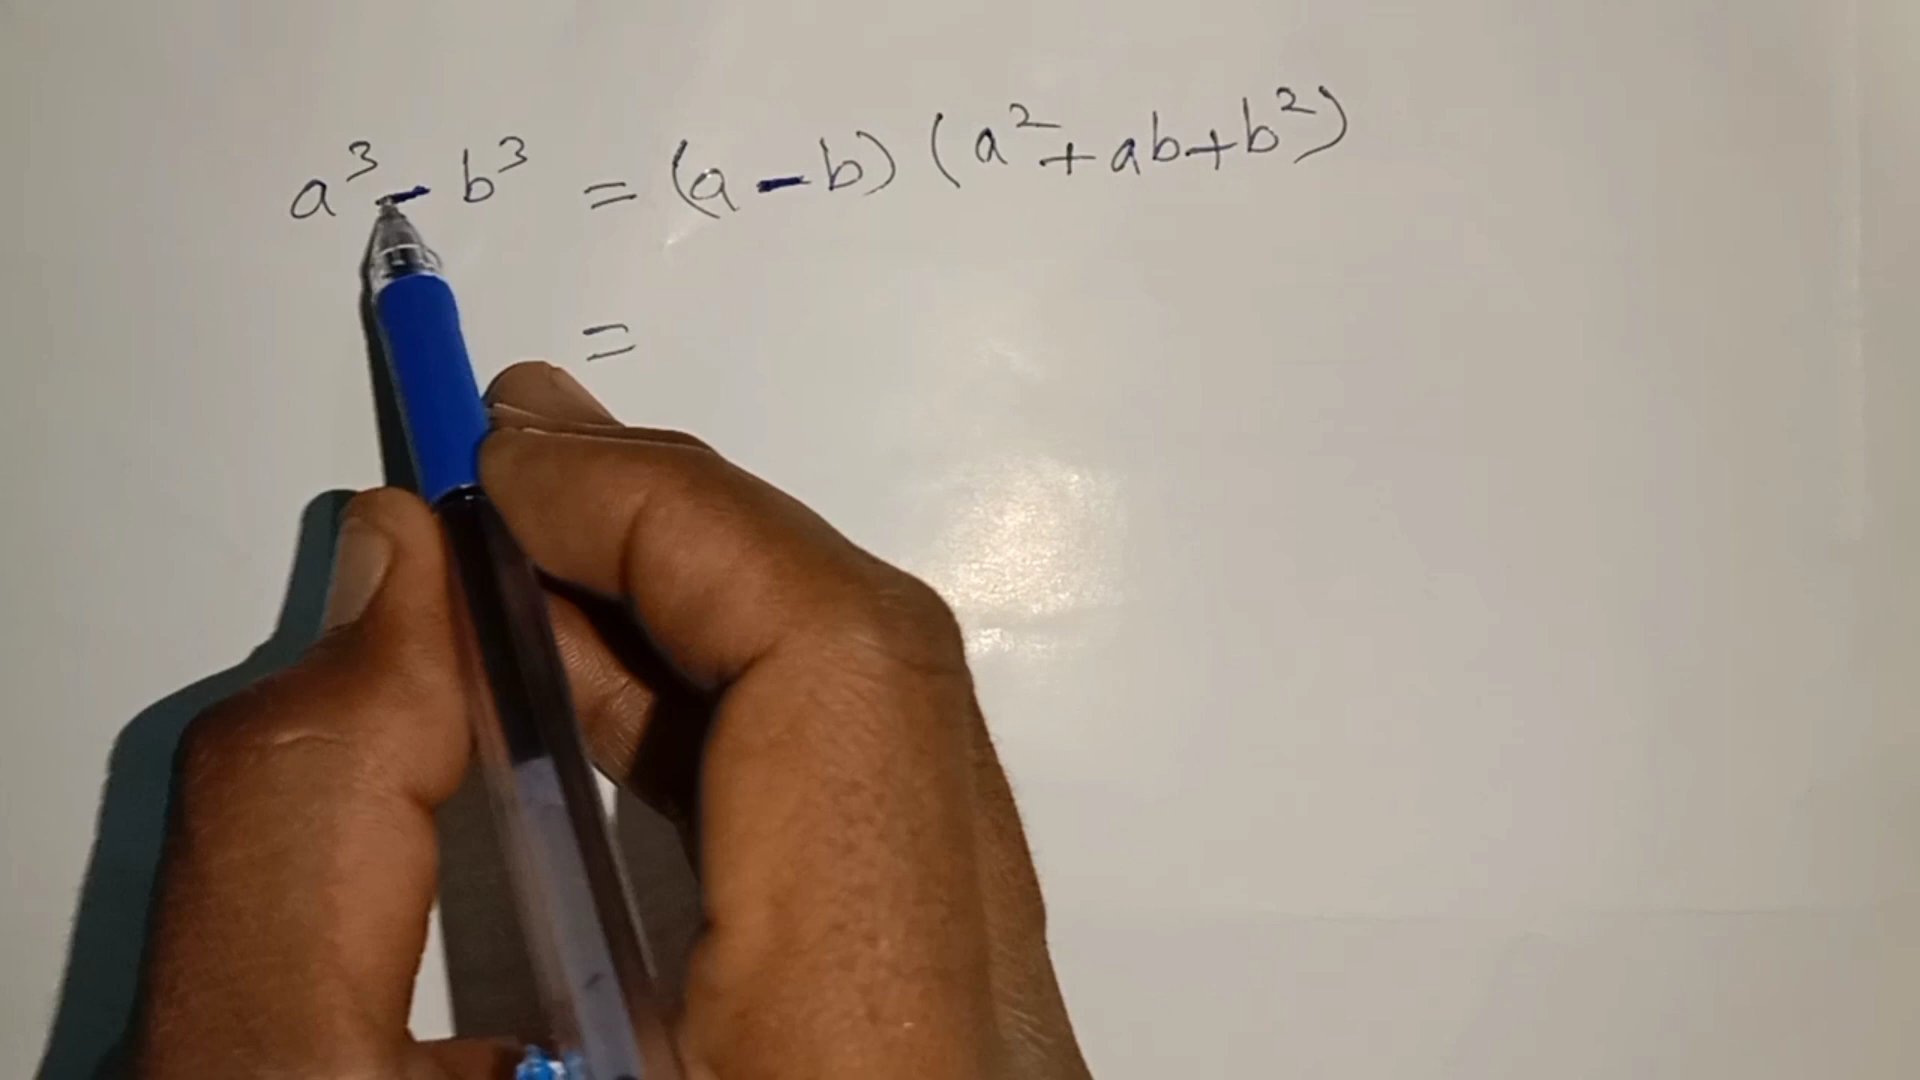 a³ - b³ = (a - b) (a² + ab + b²)
=